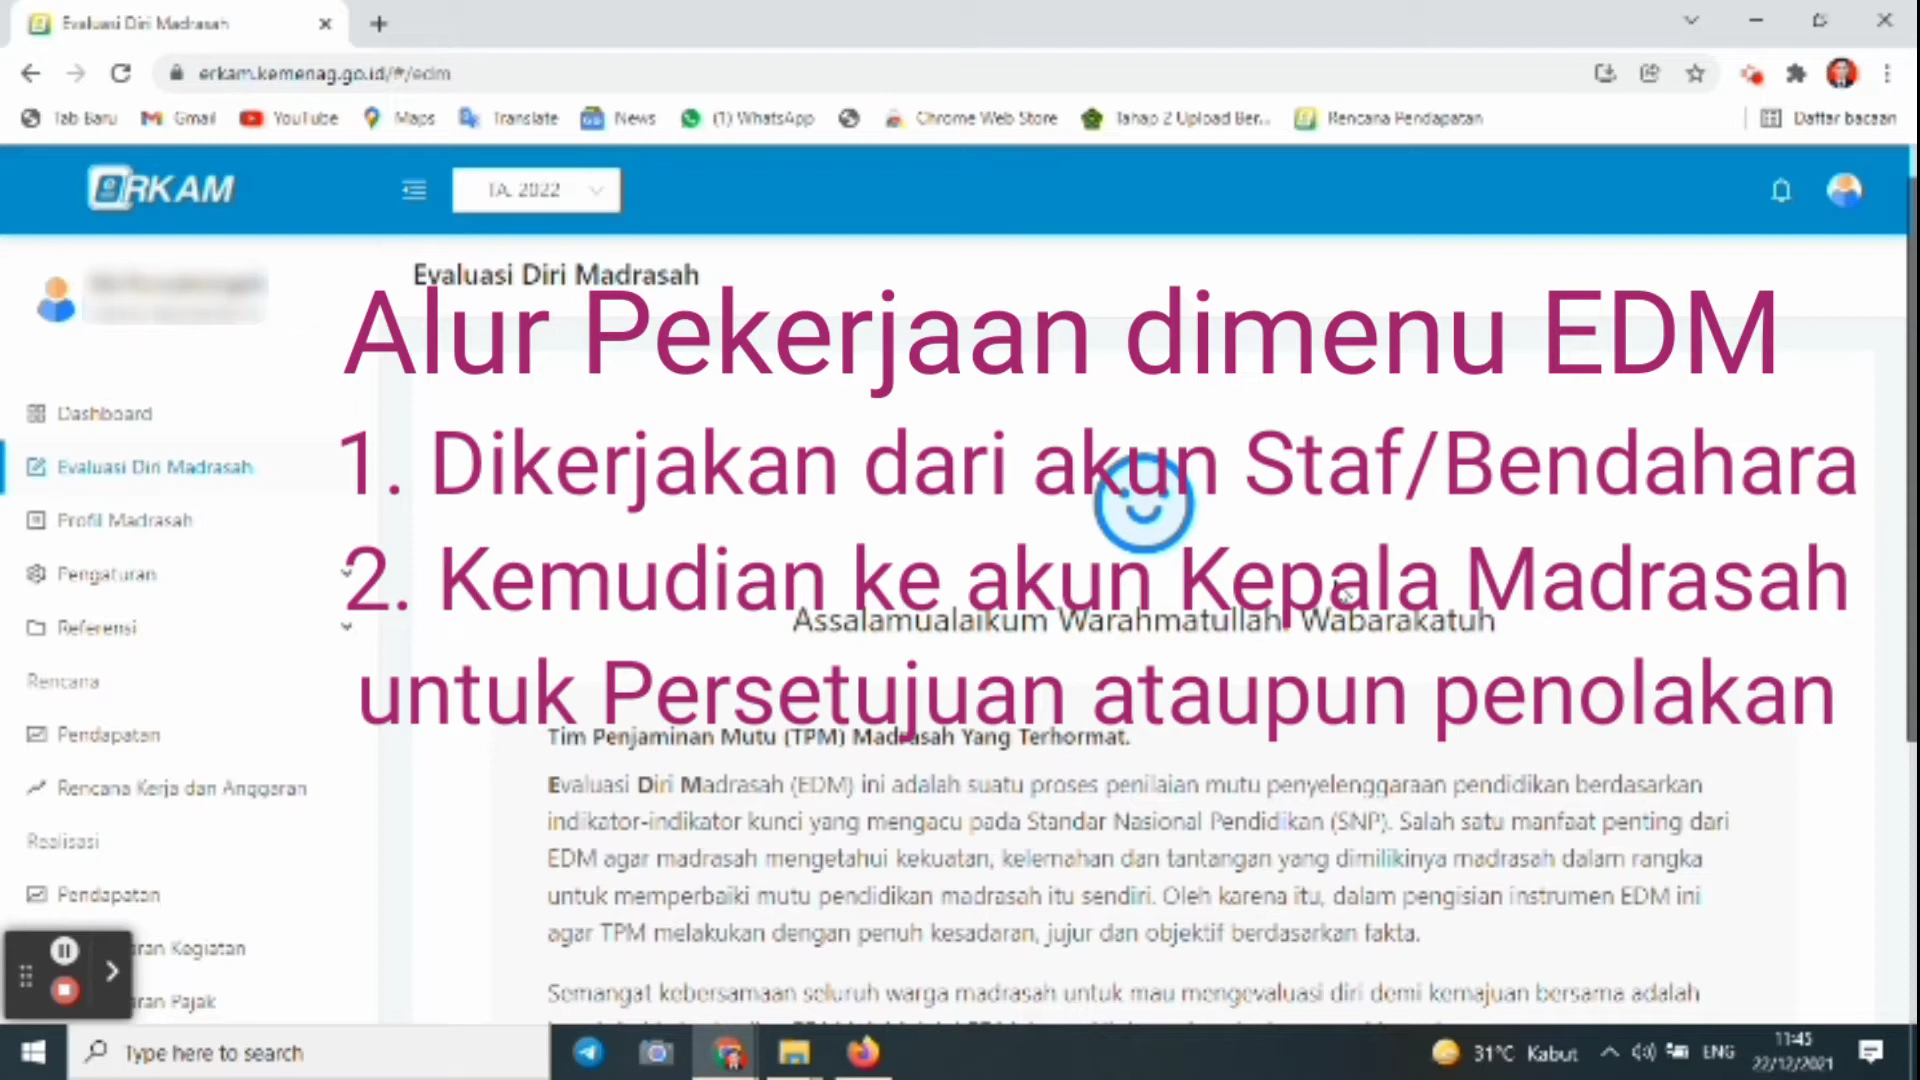 Evaluasi Diri Madrasah
erkam.kemenag.go.id/#/edm
Tab Baru
Gmail
YouTube
Maps
Translate
News
(1) WhatsApp
Chrome Web Store
Tahap 2 Upload Ber...
Rencana Pendapatan
Daftar bacaan
eRKAM
TA. 2022
Evaluasi Diri Madrasah
Alur Pekerjaan dimenu EDM
1. Dikerjakan dari akun Staf/Bendahara
2. Kemudian ke akun Kepala Madrasah
untuk Persetujuan ataupun penolakan
Dashboard
Evaluasi Diri Madrasah
Profil Madrasah
Pengaturan
Referensi
Rencana
Pendapatan
Rencana Kerja dan Anggaran
Realisasi
Pendapatan
ran Kegiatan
ran Pajak
Assalamualaikum Warahmatullahi Wabarakatuh
Tim Penjaminan Mutu (TPM) Madrasah Yang Terhormat.
Evaluasi Diri Madrasah (EDM) ini adalah suatu proses penilaian mutu penyelenggaraan pendidikan berdasarkan
indikator-indikator kunci yang mengacu pada Standar Nasional Pendidikan (SNP). Salah satu manfaat penting dari
EDM agar madrasah mengetahui kekuatan, kelemahan dan tantangan yang dimilikinya madrasah dalam rangka
untuk memperbaiki mutu pendidikan madrasah itu sendiri. Oleh karena itu, dalam pengisian instrumen EDM ini
agar TPM melakukan dengan penuh kesadaran, jujur dan objektif berdasarkan fakta.
Semangat kebersamaan seluruh warga madrasah untuk mau mengevaluasi diri demi kemajuan bersama adalah
Type here to search
31°C Kabut
ENG
11:45
22/12/2021